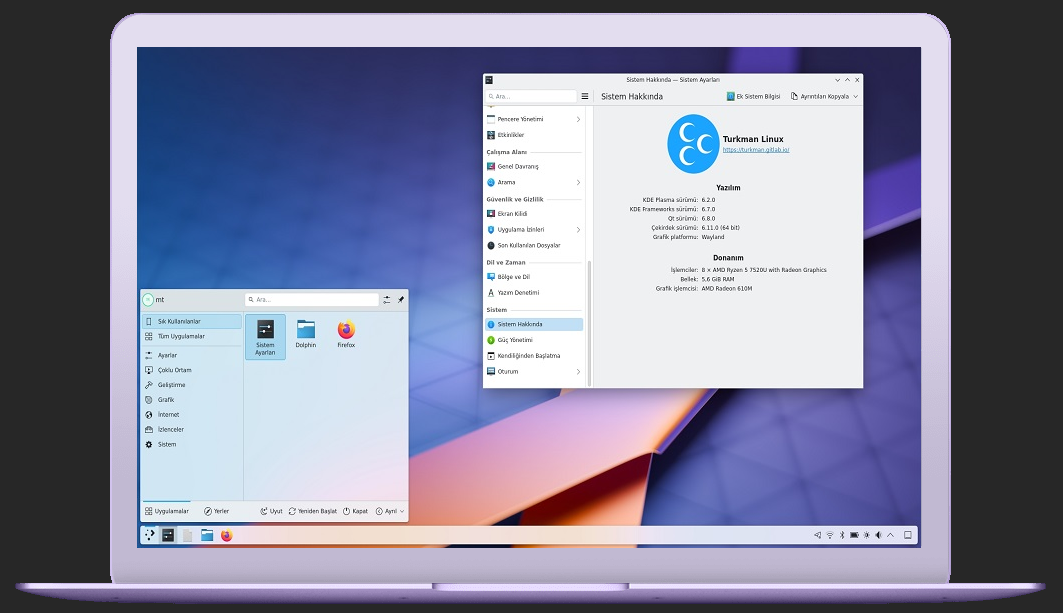 Sistem Hakkında — Sistem Ayarları
Ara...
Sistem Hakkında
Ek Sistem Bilgisi
Ayrıntıları Kopyala
Pencere Yönetimi
Etkinlikler
Çalışma Alanı
Genel Davranış
Arama
Güvenlik ve Gizlilik
Ekran Kilidi
Uygulama İzinleri
Son Kullanılan Dosyalar
Dil ve Zaman
Bölge ve Dil
Yazım Denetimi
Sistem
Sistem Hakkında
Güç Yönetimi
Kendiliğinden Başlatma
Oturum
Turkman Linux
https://turkman.gitlab.io/
Yazılım
KDE Plasma sürümü: 6.2.0
KDE Frameworks sürümü: 6.7.0
Qt sürümü: 6.8.0
Çekirdek sürümü: 6.11.0 (64 bit)
Grafik platformu: Wayland
Donanım
İşlemciler: 8 × AMD Ryzen 5 7520U with Radeon Graphics
Bellek: 5,6 GiB RAM
Grafik işlemcisi: AMD Radeon 610M
mt
Ara...
Sık Kullanılanlar
Tüm Uygulamalar
Ayarlar
Çoklu Ortam
Geliştirme
Grafik
İnternet
İzlenceler
Sistem
Sistem
Ayarları
Dolphin
Firefox
Uygulamalar
Yerler
Uyut
Yeniden Başlat
Kapat
Ayrıl